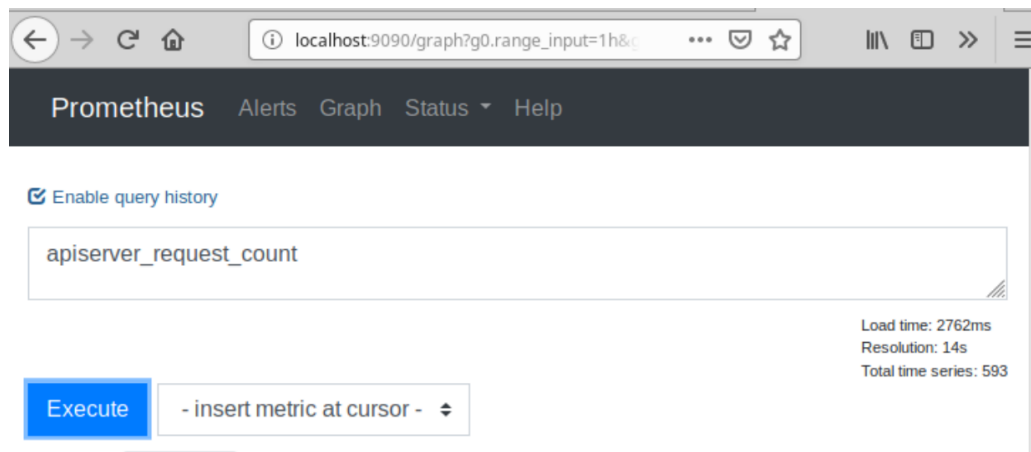 localhost:9090/graph?g0.range_input=1h&
Prometheus Alerts Graph Status Help
Enable query history
apiserver_request_count
Load time: 2762ms
Resolution: 14s
Total time series: 593
Execute - insert metric at cursor -